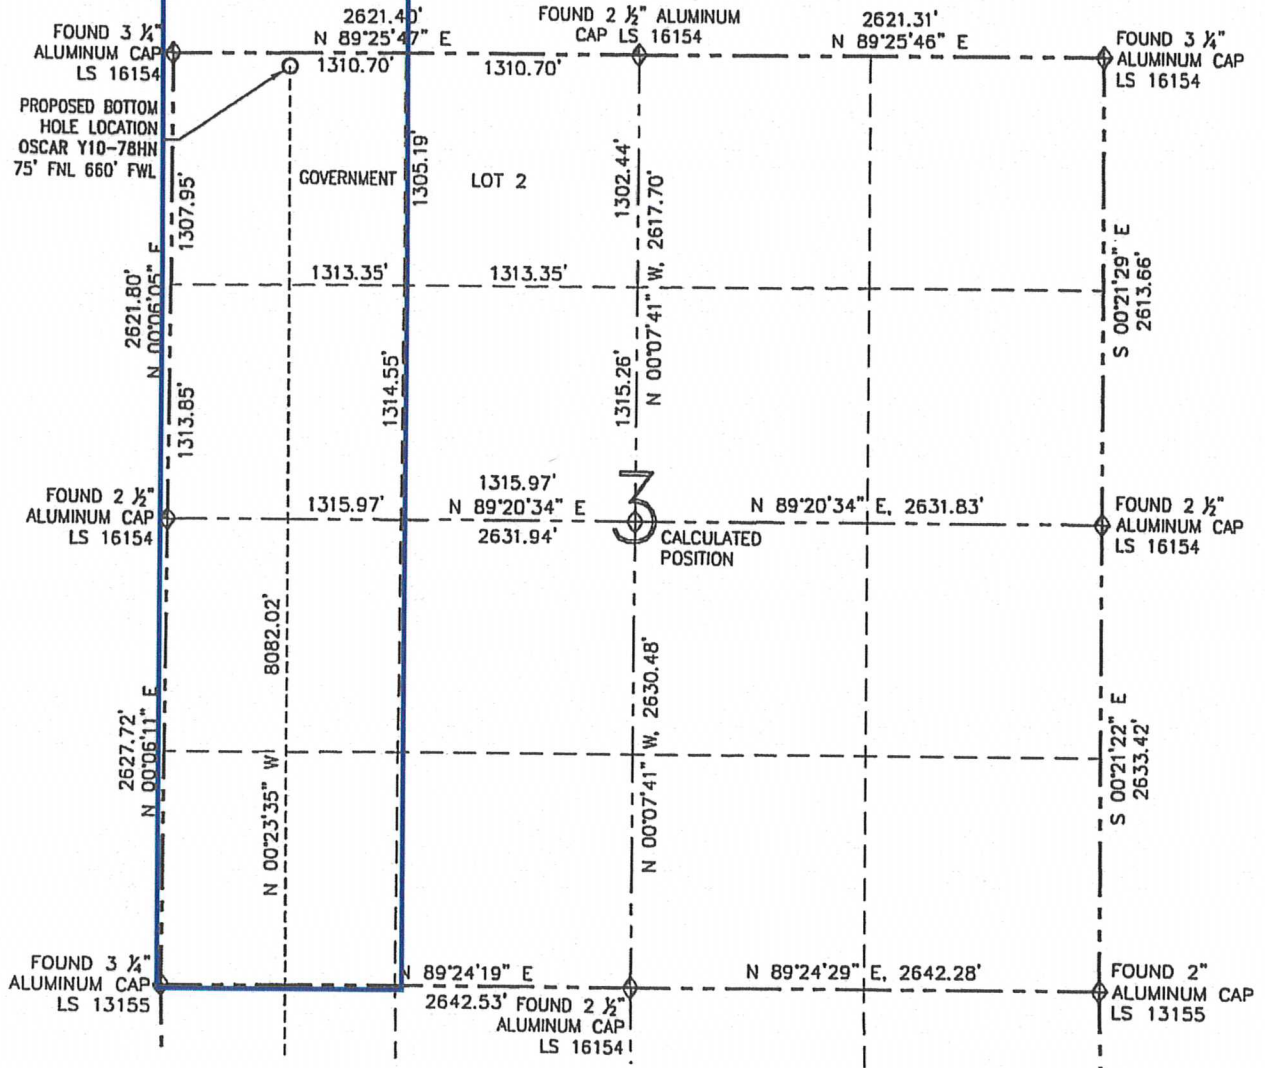 2621.40'
N 89°25'47" E
1310.70'
1310.70'
FOUND 3 ¼"
ALUMINUM CAP
LS 16154
FOUND 2 ½" ALUMINUM
CAP LS 16154
2621.31'
N 89°25'46" E
FOUND 3 ¼"
ALUMINUM CAP
LS 16154
PROPOSED BOTTOM
HOLE LOCATION
OSCAR Y10-78HN
75' FNL 660' FWL
GOVERNMENT
LOT 2
1307.95'
1305.19'
1302.44'
N 00°07'41" W, 2617.70'
2621.80'
N 00°06'05" E
S 00°21'29" E
2613.66'
1313.35'
1313.35'
1313.85'
1314.55'
1315.26'
FOUND 2 ½"
ALUMINUM CAP
LS 16154
1315.97'
1315.97'
N 89°20'34" E
2631.94'
3
CALCULATED
POSITION
N 89°20'34" E, 2631.83'
FOUND 2 ½"
ALUMINUM CAP
LS 16154
8082.02'
N 00°23'35" W
2627.72'
N 00°06'11" E
N 00°07'41" W, 2630.48'
S 00°21'22" E
2633.42'
FOUND 3 ¼"
ALUMINUM CAP
LS 13155
N 89°24'19" E
2642.53'
FOUND 2 ½"
ALUMINUM CAP
LS 16154
N 89°24'29" E, 2642.28'
FOUND 2"
ALUMINUM CAP
LS 13155